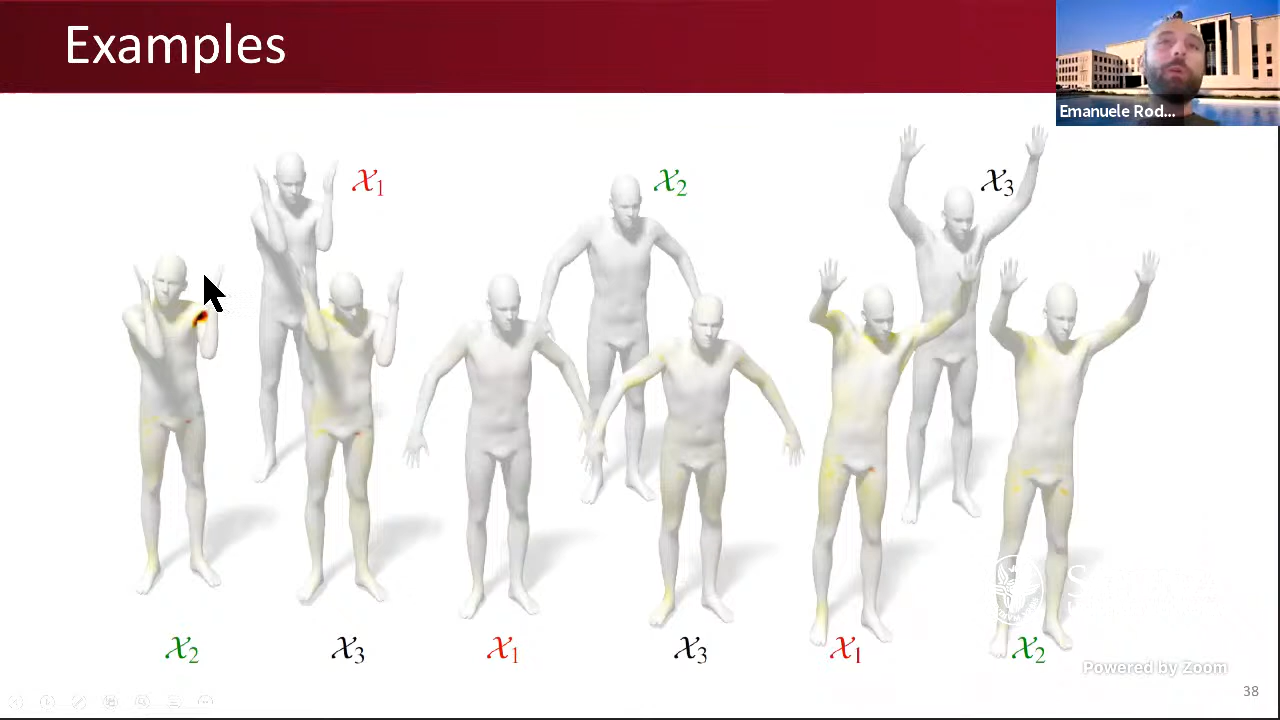 Examples
Emanuele Rod...
𝒳1
𝒳2
𝒳3
𝒳2
𝒳3
𝒳1
𝒳3
𝒳1
𝒳2
Powered by Zoom
38